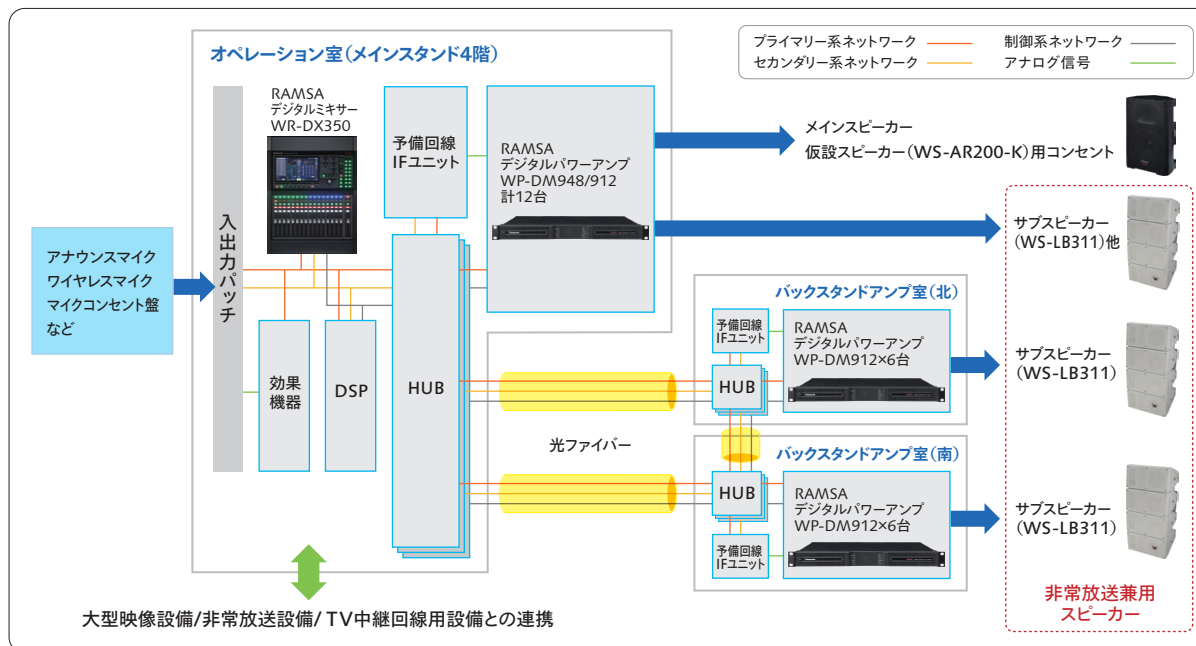 オペレーション室(メインスタンド4階)
プライマリー系ネットワーク
制御系ネットワーク
セカンダリー系ネットワーク
アナログ信号
RAMSA
デジタルミキサー
WR-DX350
予備回線
IFユニット
RAMSA
デジタルパワーアンプ
WP-DM948/912
計12台
メインスピーカー
仮設スピーカー(WS-AR200-K)用コンセント
アナウンスマイク
ワイヤレスマイク
マイクコンセント盤
など
入出力パッチ
サブスピーカー
(WS-LB311)他
効果
機器
DSP
HUB
バックスタンドアンプ室(北)
予備回線
IFユニット
HUB
RAMSA
デジタルパワーアンプ
WP-DM912×6台
サブスピーカー
(WS-LB311)
光ファイバー
バックスタンドアンプ室(南)
HUB
予備回線
IFユニット
RAMSA
デジタルパワーアンプ
WP-DM912×6台
サブスピーカー
(WS-LB311)
非常放送兼用
スピーカー
大型映像設備/非常放送設備/TV中継回線用設備との連携